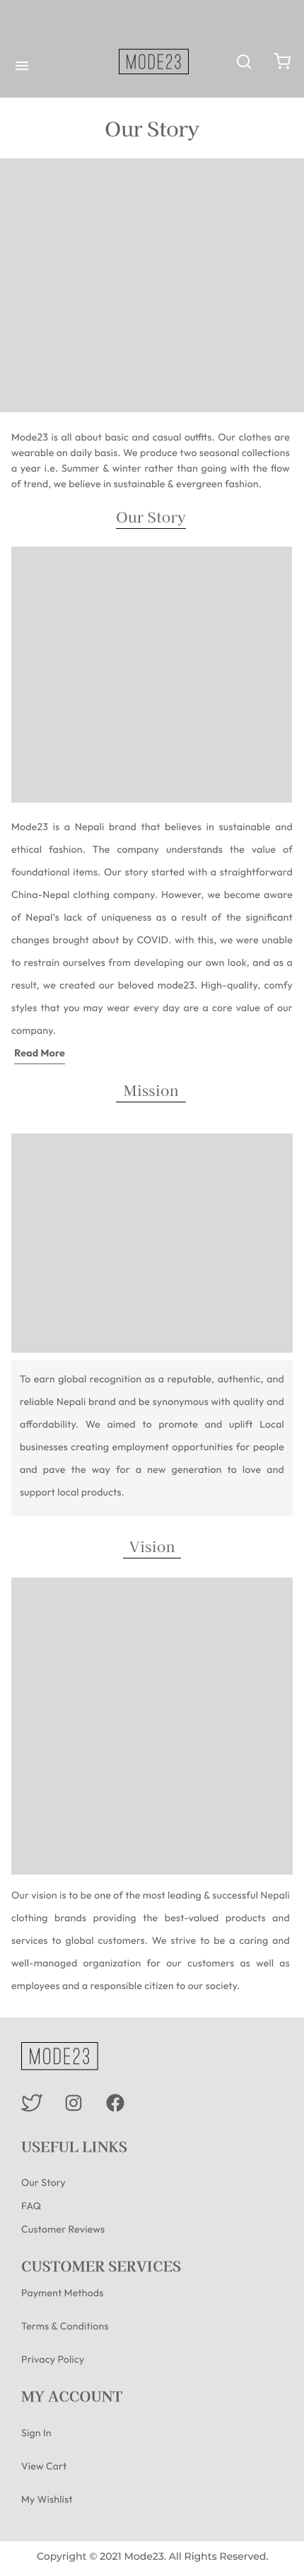 MODE23
Our Story
Mode23 is all about basic and casual outfits. Our clothes are
wearable on daily basis. We produce two seasonal collections
a year i.e. Summer & winter rather than going with the flow
of trend, we believe in sustainable & evergreen fashion.
Our Story
Mode23 is a Nepali brand that believes in sustainable and
ethical fashion. The company understands the value of
foundational items. Our story started with a straightforward
China-Nepal clothing company. However, we become aware
of Nepal's lack of uniqueness as a result of the significant
changes brought about by COVID. with this, we were unable
to restrain ourselves from developing our own look, and as a
result, we created our beloved mode23. High-quality, comfy
styles that you may wear every day are a core value of our
company.
Read More
Mission
To earn global recognition as a reputable, authentic, and
reliable Nepali brand and be synonymous with quality and
affordability. We aimed to promote and uplift Local
businesses creating employment opportunities for people
and pave the way for a new generation to love and
support local products.
Vision
Our vision is to be one of the most leading & successful Nepali
clothing brands providing the best-valued products and
services to global customers. We strive to be a caring and
well-managed organization for our customers as well as
employees and a responsible citizen to our society.
MODE23
USEFUL LINKS
Our Story
FAQ
Customer Reviews
CUSTOMER SERVICES
Payment Methods
Terms & Conditions
Privacy Policy
MY ACCOUNT
Sign In
View Cart
My Wishlist
Copyright © 2021 Mode23. All Rights Reserved.